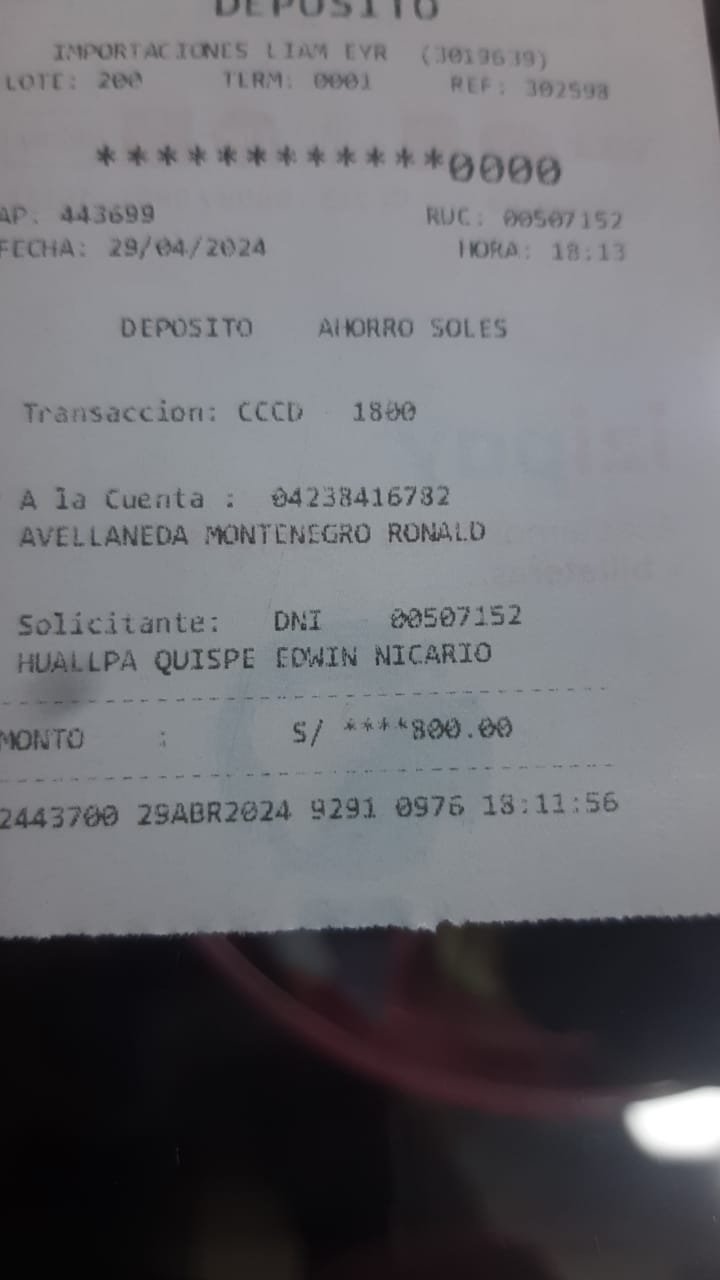 DEPOSITO
IMPORTACIONES LIAM EYR (3019639)
LOTE: 200 TERM: 0001 REF: 302598
************0000
AP: 443699 RUC: 00507152
FECHA: 29/04/2024 HORA: 18:13
DEPOSITO AHORRO SOLES
Transaccion: CCCD 1800
A la Cuenta : 04238416782
AVELLANEDA MONTENEGRO RONALD
Solicitante: DNI 00507152
HUALLPA QUISPE EDWIN NICARIO
MONTO : S/ ****800.00
2443700 29ABR2024 9291 0976 18:11:56
izipay